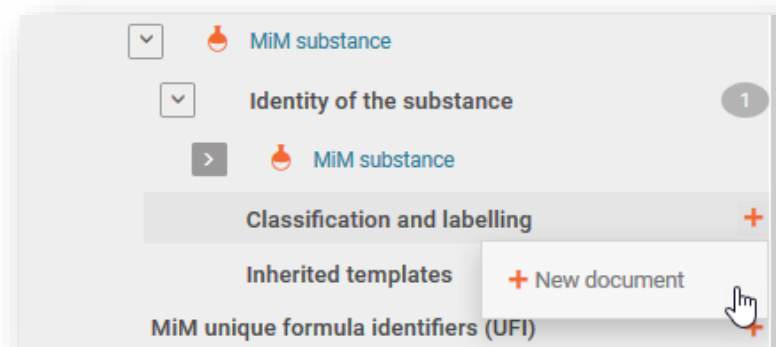 MiM substance
Identity of the substance 1
MiM substance
Classification and labelling +
Inherited templates
+ New document
MiM unique formula identifiers (UFI) +